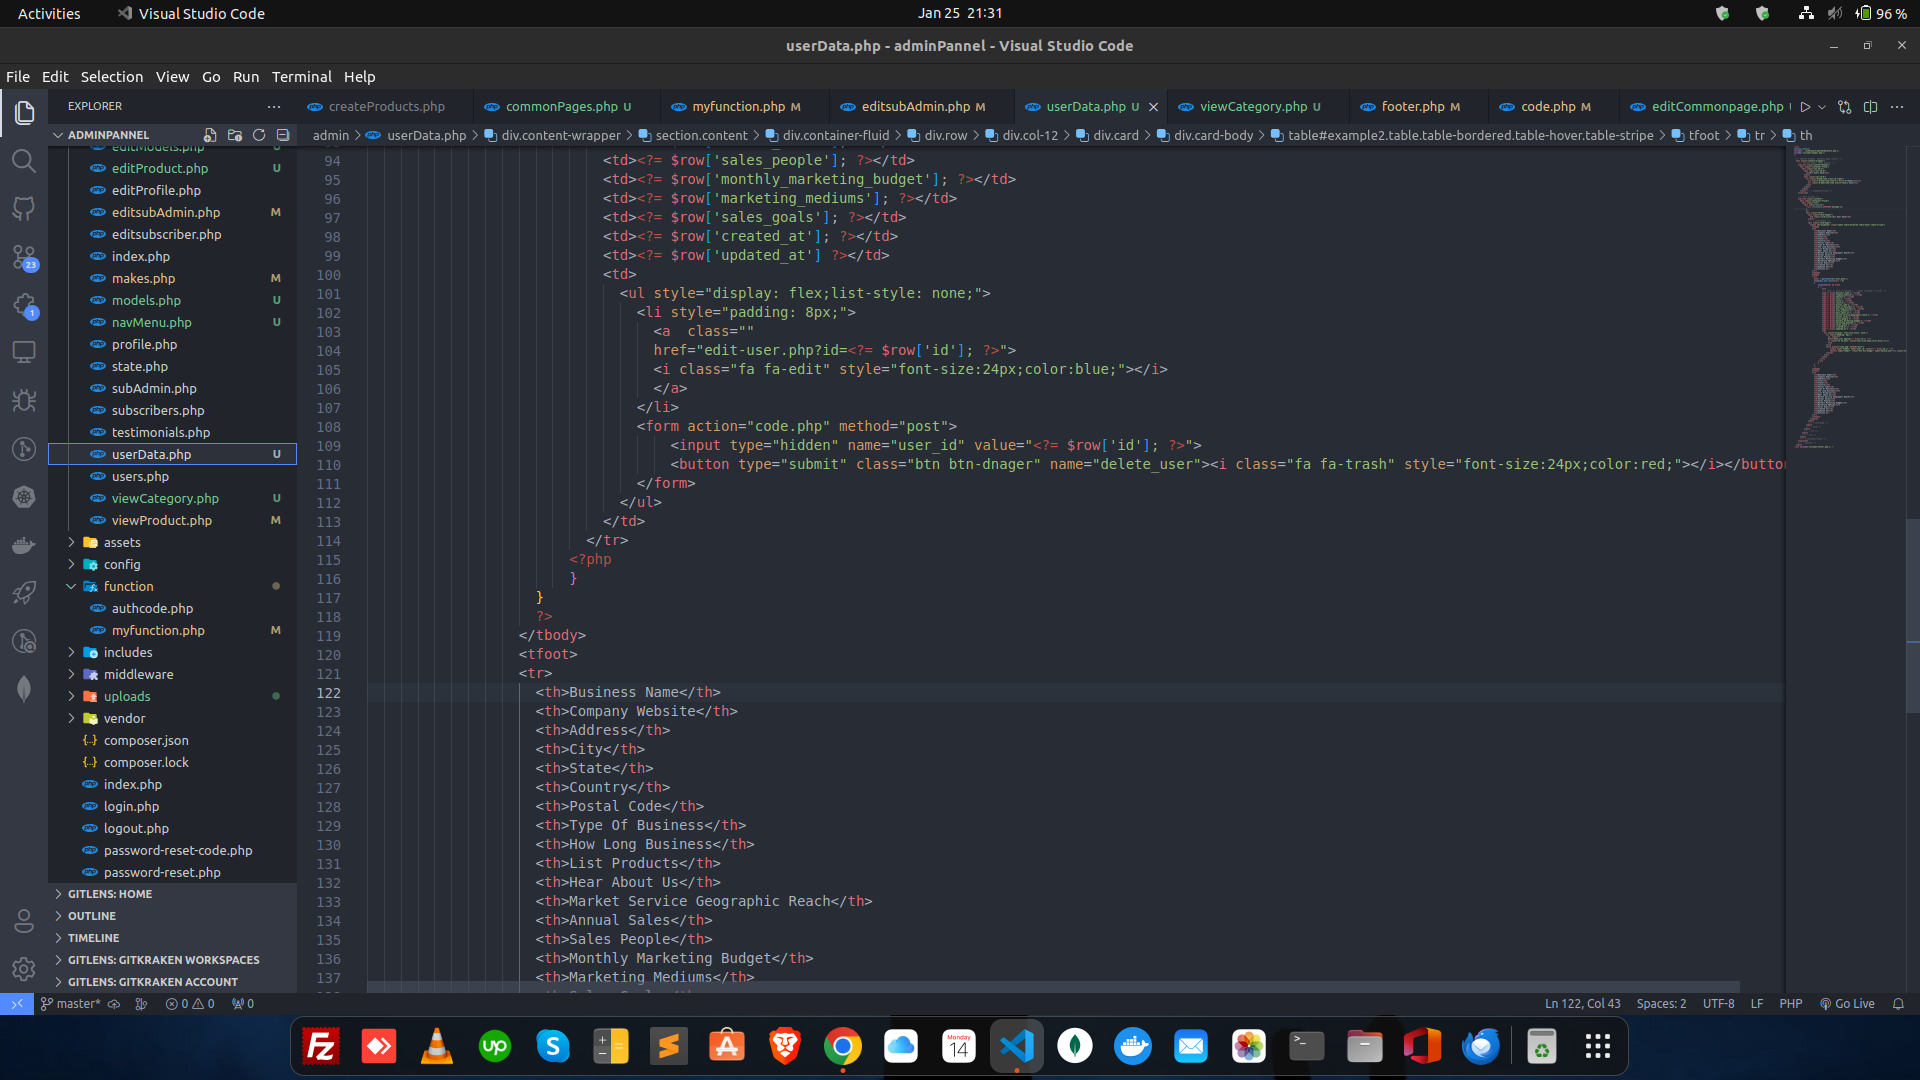 Activities
Visual Studio Code
Jan 25 21:31
96 %
userData.php - adminPannel - Visual Studio Code
File Edit Selection View Go Run Terminal Help
EXPLORER
createProducts.php
commonPages.php U
myfunction.php M
editsubAdmin.php M
userData.php U
viewCategory.php U
footer.php M
code.php M
editCommonpage.php
ADMINPANNEL
admin > userData.php > div.content-wrapper > section.content > div.container-fluid > div.row > div.col-12 > div.card > div.card-body > table#example2.table.table-bordered.table-hover.table-stripe > tfoot > tr > th
editModels.php
editProduct.php U
editProfile.php
editsubAdmin.php M
editsubscriber.php
index.php
makes.php M
models.php U
navMenu.php U
profile.php
state.php
subAdmin.php
subscribers.php
testimonials.php
userData.php U
users.php
viewCategory.php U
viewProduct.php M
assets
config
function
authcode.php
myfunction.php M
includes
middleware
uploads
vendor
composer.json
composer.lock
index.php
login.php
logout.php
password-reset-code.php
password-reset.php
GITLENS: HOME
OUTLINE
TIMELINE
GITLENS: GITKRAKEN WORKSPACES
GITLENS: GITKRAKEN ACCOUNT
23
1
94 <td><?= $row['sales_people']; ?></td>
95 <td><?= $row['monthly_marketing_budget']; ?></td>
96 <td><?= $row['marketing_mediums']; ?></td>
97 <td><?= $row['sales_goals']; ?></td>
98 <td><?= $row['created_at']; ?></td>
99 <td><?= $row['updated_at'] ?></td>
100 <td>
101 <ul style="display: flex;list-style: none;">
102 <li style="padding: 8px;">
103 <a  class=""
104 href="edit-user.php?id=<?= $row['id']; ?>">
105 <i class="fa fa-edit" style="font-size:24px;color:blue;"></i>
106 </a>
107 </li>
108 <form action="code.php" method="post">
109 <input type="hidden" name="user_id" value="<?= $row['id']; ?>">
110 <button type="submit" class="btn btn-dnager" name="delete_user"><i class="fa fa-trash" style="font-size:24px;color:red;"></i></button
111 </form>
112 </ul>
113 </td>
114 </tr>
115 <?php
116 }
117 }
118 ?>
119 </tbody>
120 <tfoot>
121 <tr>
122 <th>Business Name</th>
123 <th>Company Website</th>
124 <th>Address</th>
125 <th>City</th>
126 <th>State</th>
127 <th>Country</th>
128 <th>Postal Code</th>
129 <th>Type Of Business</th>
130 <th>How Long Business</th>
131 <th>List Products</th>
132 <th>Hear About Us</th>
133 <th>Market Service Geographic Reach</th>
134 <th>Annual Sales</th>
135 <th>Sales People</th>
136 <th>Monthly Marketing Budget</th>
137 <th>Marketing Mediums</th>
master* 0 0 0
Ln 122, Col 43 Spaces: 2 UTF-8 LF PHP Go Live
Fz
up
S
Monday
14